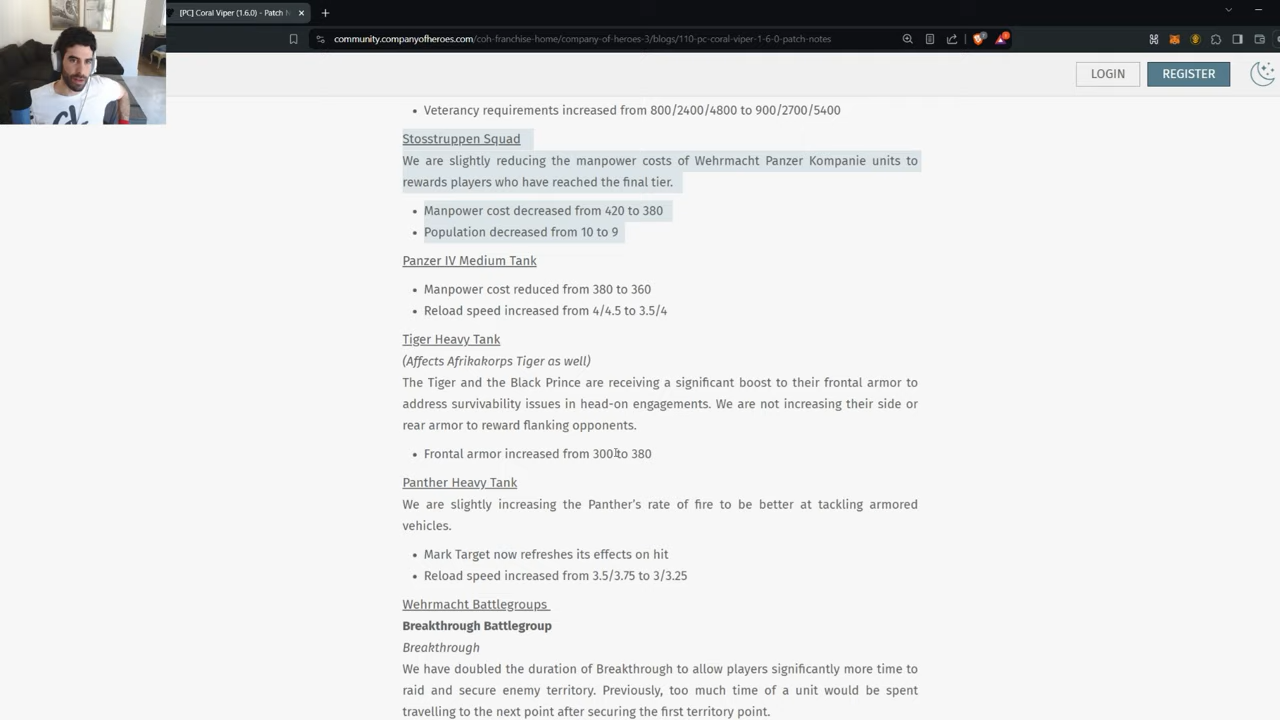 [PC] Coral Viper (1.6.0) - Patch N
community.companyofheroes.com/coh-franchise-home/company-of-heroes-3/blogs/110-pc-coral-viper-1-6-0-patch-notes
LOGIN
REGISTER
• Veterancy requirements increased from 800/2400/4800 to 900/2700/5400
Stosstruppen Squad
We are slightly reducing the manpower costs of Wehrmacht Panzer Kompanie units to
rewards players who have reached the final tier.
• Manpower cost decreased from 420 to 380
• Population decreased from 10 to 9
Panzer IV Medium Tank
• Manpower cost reduced from 380 to 360
• Reload speed increased from 4/4.5 to 3.5/4
Tiger Heavy Tank
(Affects Afrikakorps Tiger as well)
The Tiger and the Black Prince are receiving a significant boost to their frontal armor to
address survivability issues in head-on engagements. We are not increasing their side or
rear armor to reward flanking opponents.
• Frontal armor increased from 300 to 380
Panther Heavy Tank
We are slightly increasing the Panther's rate of fire to be better at tackling armored
vehicles.
• Mark Target now refreshes its effects on hit
• Reload speed increased from 3.5/3.75 to 3/3.25
Wehrmacht Battlegroups
Breakthrough Battlegroup
Breakthrough
We have doubled the duration of Breakthrough to allow players significantly more time to
raid and secure enemy territory. Previously, too much time of a unit would be spent
travelling to the next point after securing the first territory point.